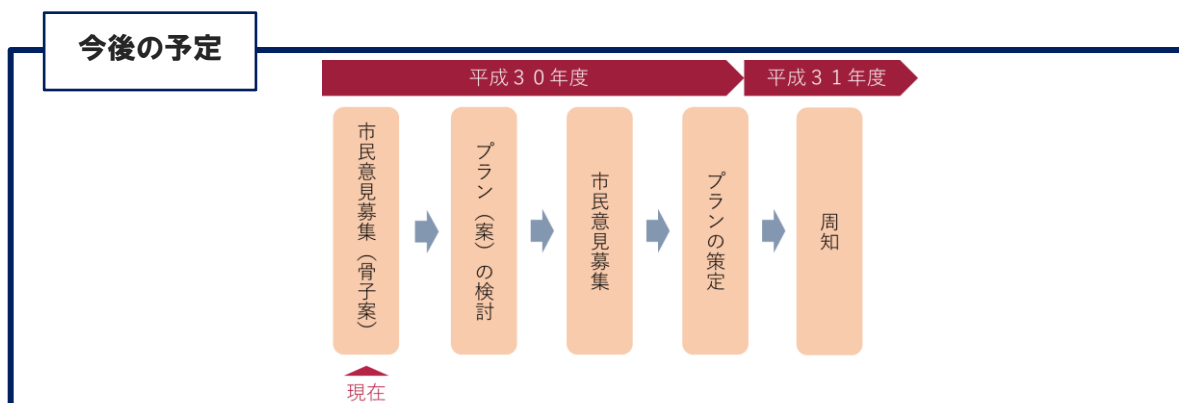 今後の予定
平成30年度
平成31年度
市民意見募集（骨子案）
プラン（案）の検討
市民意見募集
プランの策定
周知
現在